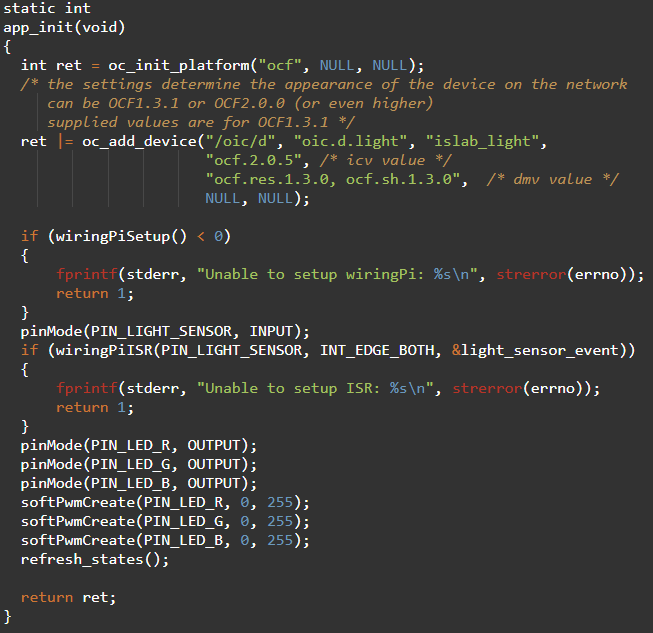 static int
app_init(void)
{
  int ret = oc_init_platform("ocf", NULL, NULL);
  /* the settings determine the appearance of the device on the network
     can be OCF1.3.1 or OCF2.0.0 (or even higher)
     supplied values are for OCF1.3.1 */
  ret |= oc_add_device("/oic/d", "oic.d.light", "islab_light",
                       "ocf.2.0.5", /* icv value */
                       "ocf.res.1.3.0, ocf.sh.1.3.0",  /* dmv value */
                       NULL, NULL);

  if (wiringPiSetup() < 0)
  {
      fprintf(stderr, "Unable to setup wiringPi: %s\n", strerror(errno));
      return 1;
  }
  pinMode(PIN_LIGHT_SENSOR, INPUT);
  if (wiringPiISR(PIN_LIGHT_SENSOR, INT_EDGE_BOTH, &light_sensor_event))
  {
      fprintf(stderr, "Unable to setup ISR: %s\n", strerror(errno));
      return 1;
  }
  pinMode(PIN_LED_R, OUTPUT);
  pinMode(PIN_LED_G, OUTPUT);
  pinMode(PIN_LED_B, OUTPUT);
  softPwmCreate(PIN_LED_R, 0, 255);
  softPwmCreate(PIN_LED_G, 0, 255);
  softPwmCreate(PIN_LED_B, 0, 255);
  refresh_states();

  return ret;
}